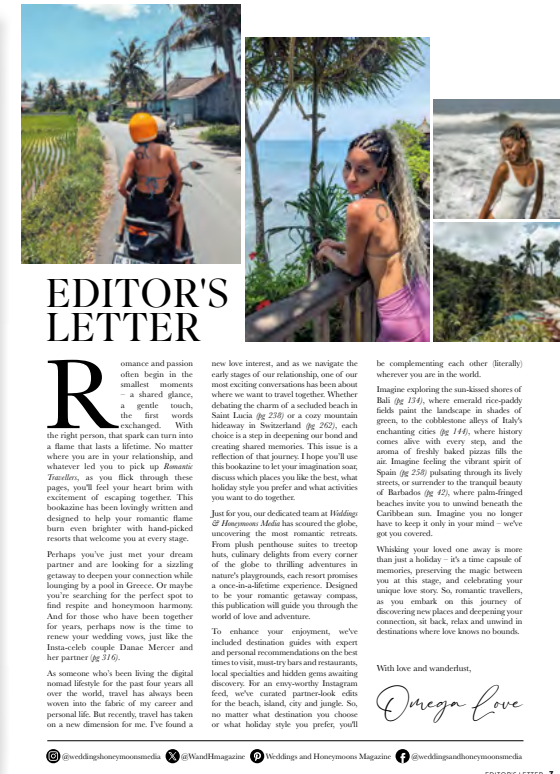 EDITOR'S
LETTER
Romance and passion
often begin in the
smallest moments
– a shared glance,
a gentle touch,
the first words
exchanged. With
the right person, that spark can turn into
a flame that lasts a lifetime. No matter
where you are in your relationship, and
whatever led you to pick up Romantic
Travellers, as you flick through these
pages, you'll feel your heart brim with
excitement of escaping together. This
bookazine has been lovingly written and
designed to help your romantic flame
burn even brighter with hand-picked
resorts that welcome you at every stage.
Perhaps you've just met your dream
partner and are looking for a sizzling
getaway to deepen your connection while
lounging by a pool in Greece. Or maybe
you're searching for the perfect spot to
find respite and honeymoon harmony.
And for those who have been together
for years, perhaps now is the time to
renew your wedding vows, just like the
Insta-celeb couple Danae Mercer and
her partner (pg 316).
As someone who's been living the digital
nomad lifestyle for the past four years all
over the world, travel has always been
woven into the fabric of my career and
personal life. But recently, travel has taken
on a new dimension for me. I've found a
new love interest, and as we navigate the
early stages of our relationship, one of our
most exciting conversations has been about
where we want to travel together. Whether
debating the charm of a secluded beach in
Saint Lucia (pg 238) or a cozy mountain
hideaway in Switzerland (pg 262), each
choice is a step in deepening our bond and
creating shared memories. This issue is a
reflection of that journey. I hope you'll use
this bookazine to let your imagination soar,
discuss which places you like the best, what
holiday style you prefer and what activities
you want to do together.
Just for you, our dedicated team at Weddings
& Honeymoons Media has scoured the globe,
uncovering the most romantic retreats.
From plush penthouse suites to treetop
huts, culinary delights from every corner
of the globe to thrilling adventures in
nature's playgrounds, each resort promises
a once-in-a-lifetime experience. Designed
to be your romantic getaway compass,
this publication will guide you through the
world of love and adventure.
To enhance your enjoyment, we've
included destination guides with expert
and personal recommendations on the best
times to visit, must-try bars and restaurants,
local specialties and hidden gems awaiting
discovery. For an envy-worthy Instagram
feed, we've curated partner-look edits
for the beach, island, city and jungle. So,
no matter what destination you choose
or what holiday style you prefer, you'll
be complementing each other (literally)
wherever you are in the world.
Imagine exploring the sun-kissed shores of
Bali (pg 134), where emerald rice-paddy
fields paint the landscape in shades of
green, to the cobblestone alleys of Italy's
enchanting cities (pg 144), where history
comes alive with every step, and the
aroma of freshly baked pizzas fills the
air. Imagine feeling the vibrant spirit of
Spain (pg 258) pulsating through its lively
streets, or surrender to the tranquil beauty
of Barbados (pg 42), where palm-fringed
beaches invite you to unwind beneath the
Caribbean sun. Imagine you no longer
have to keep it only in your mind – we've
got you covered.
Whisking your loved one away is more
than just a holiday – it's a time capsule of
memories, preserving the magic between
you at this stage, and celebrating your
unique love story. So, romantic travellers,
as you embark on this journey of
discovering new places and deepening your
connection, sit back, relax and unwind in
destinations where love knows no bounds.
With love and wanderlust,
Omega Love
@weddingshoneymoonsmedia @WandHmagazine Weddings and Honeymoons Magazine @weddingsandhoneymoonsmedia